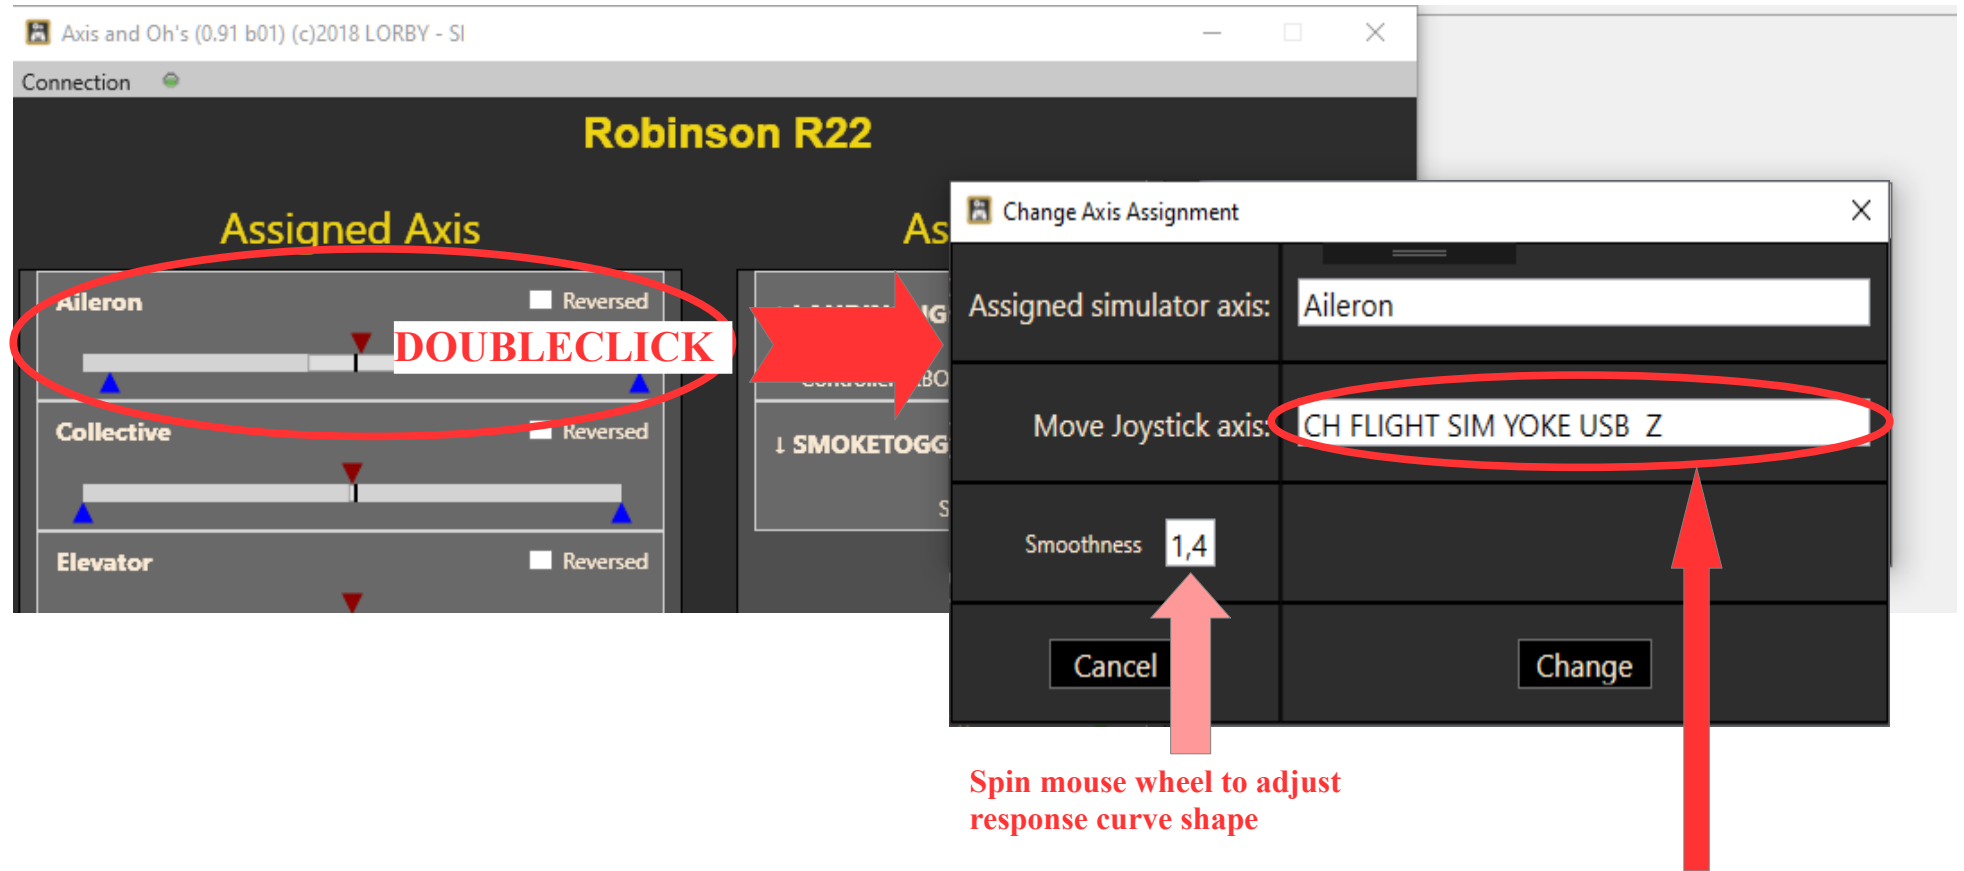 Axis and Oh's (0.91 b01) (c)2018 LORBY - SI
Connection
Robinson R22
Assigned Axis
As
Aileron
Reversed
DOUBLECLICK
Collective
Reversed
↓ SMOKETOGG
S
Elevator
Reversed
Change Axis Assignment
Assigned simulator axis:
Aileron
Move Joystick axis:
CH FLIGHT SIM YOKE USB Z
Smoothness
1,4
Cancel
Change
Spin mouse wheel to adjust
response curve shape